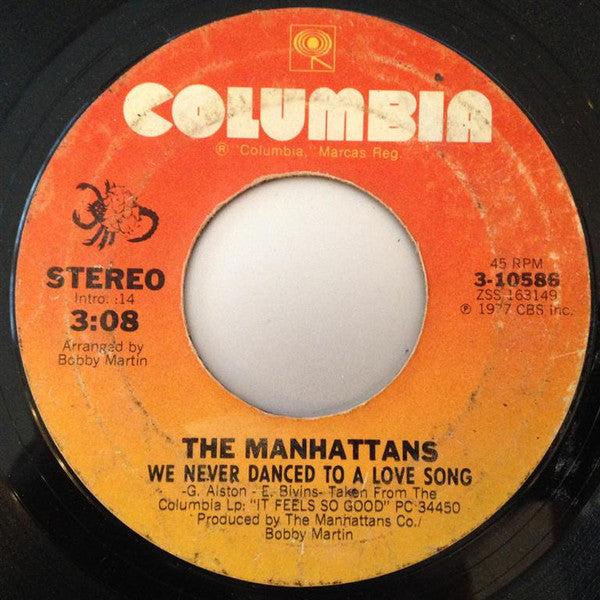 COLUMBIA
® "Columbia," Marcas Reg.
STEREO
Intro. :14
3:08
Arranged by
Bobby Martin
45 RPM
3-10586
ZSS 163149
℗ 1977 CBS Inc.
THE MANHATTANS
WE NEVER DANCED TO A LOVE SONG
-G. Alston - E. Bivins- Taken From The
Columbia Lp: "IT FEELS SO GOOD" PC 34450
Produced by The Manhattans Co./
Bobby Martin